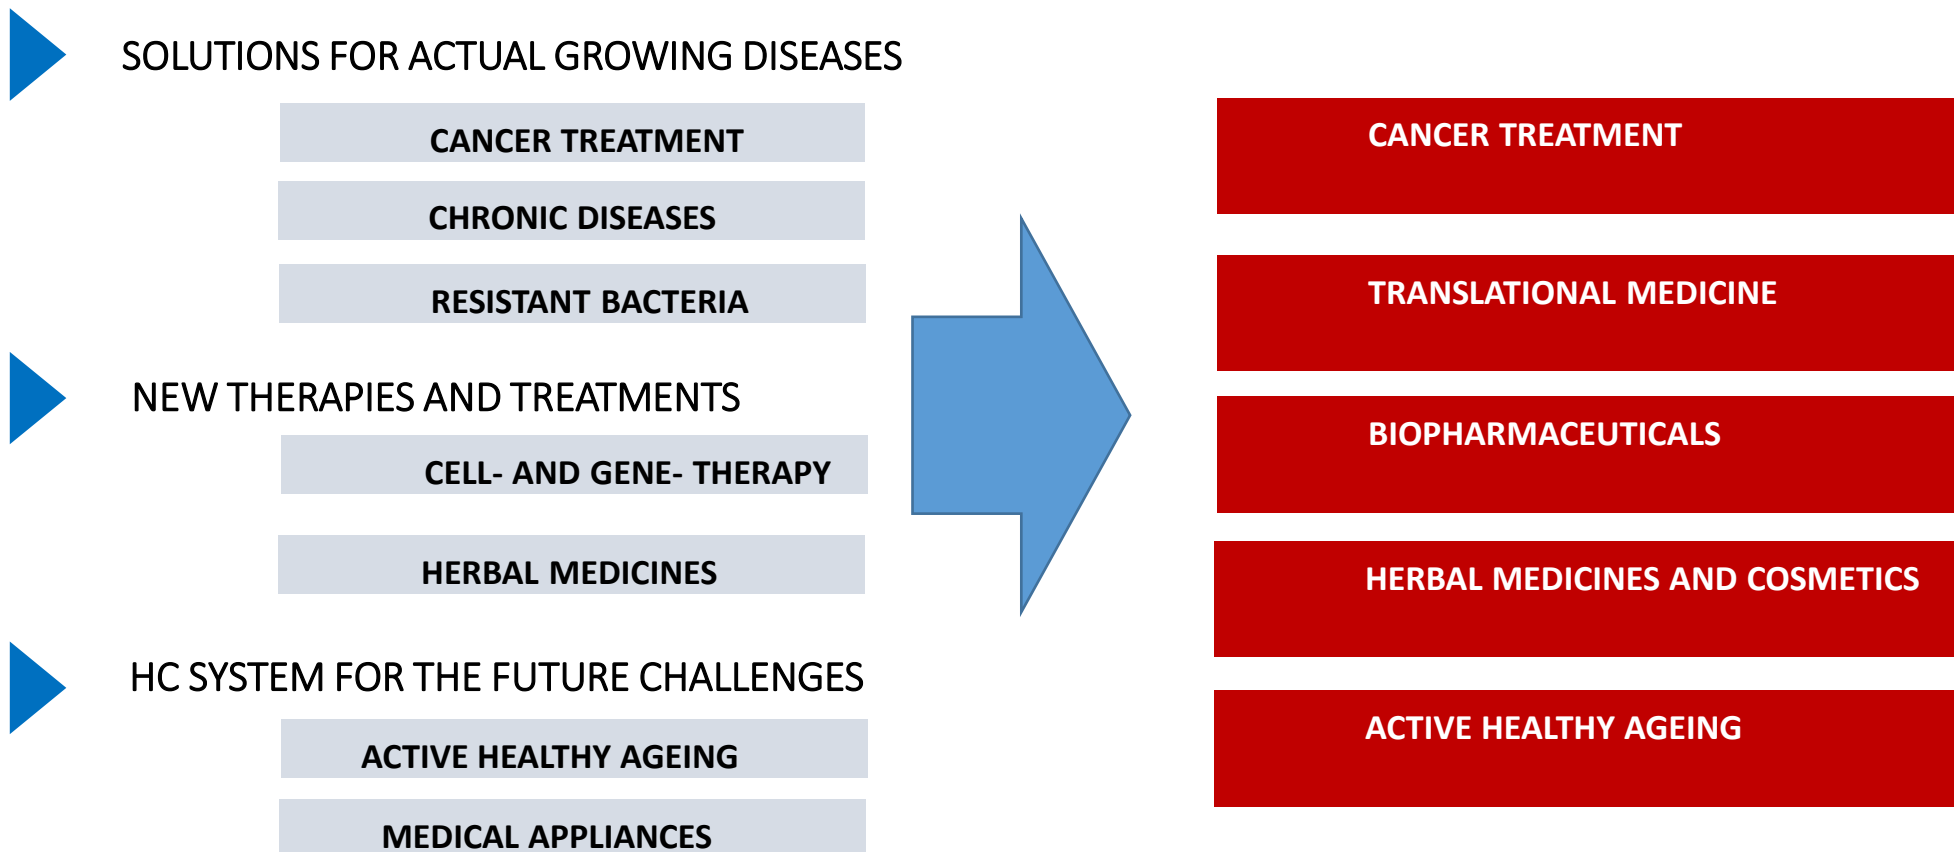 SOLUTIONS FOR ACTUAL GROWING DISEASES
CANCER TREATMENT
CHRONIC DISEASES
RESISTANT BACTERIA
NEW THERAPIES AND TREATMENTS
CELL- AND GENE- THERAPY
HERBAL MEDICINES
HC SYSTEM FOR THE FUTURE CHALLENGES
ACTIVE HEALTHY AGEING
MEDICAL APPLIANCES
CANCER TREATMENT
TRANSLATIONAL MEDICINE
BIOPHARMACEUTICALS
HERBAL MEDICINES AND COSMETICS
ACTIVE HEALTHY AGEING